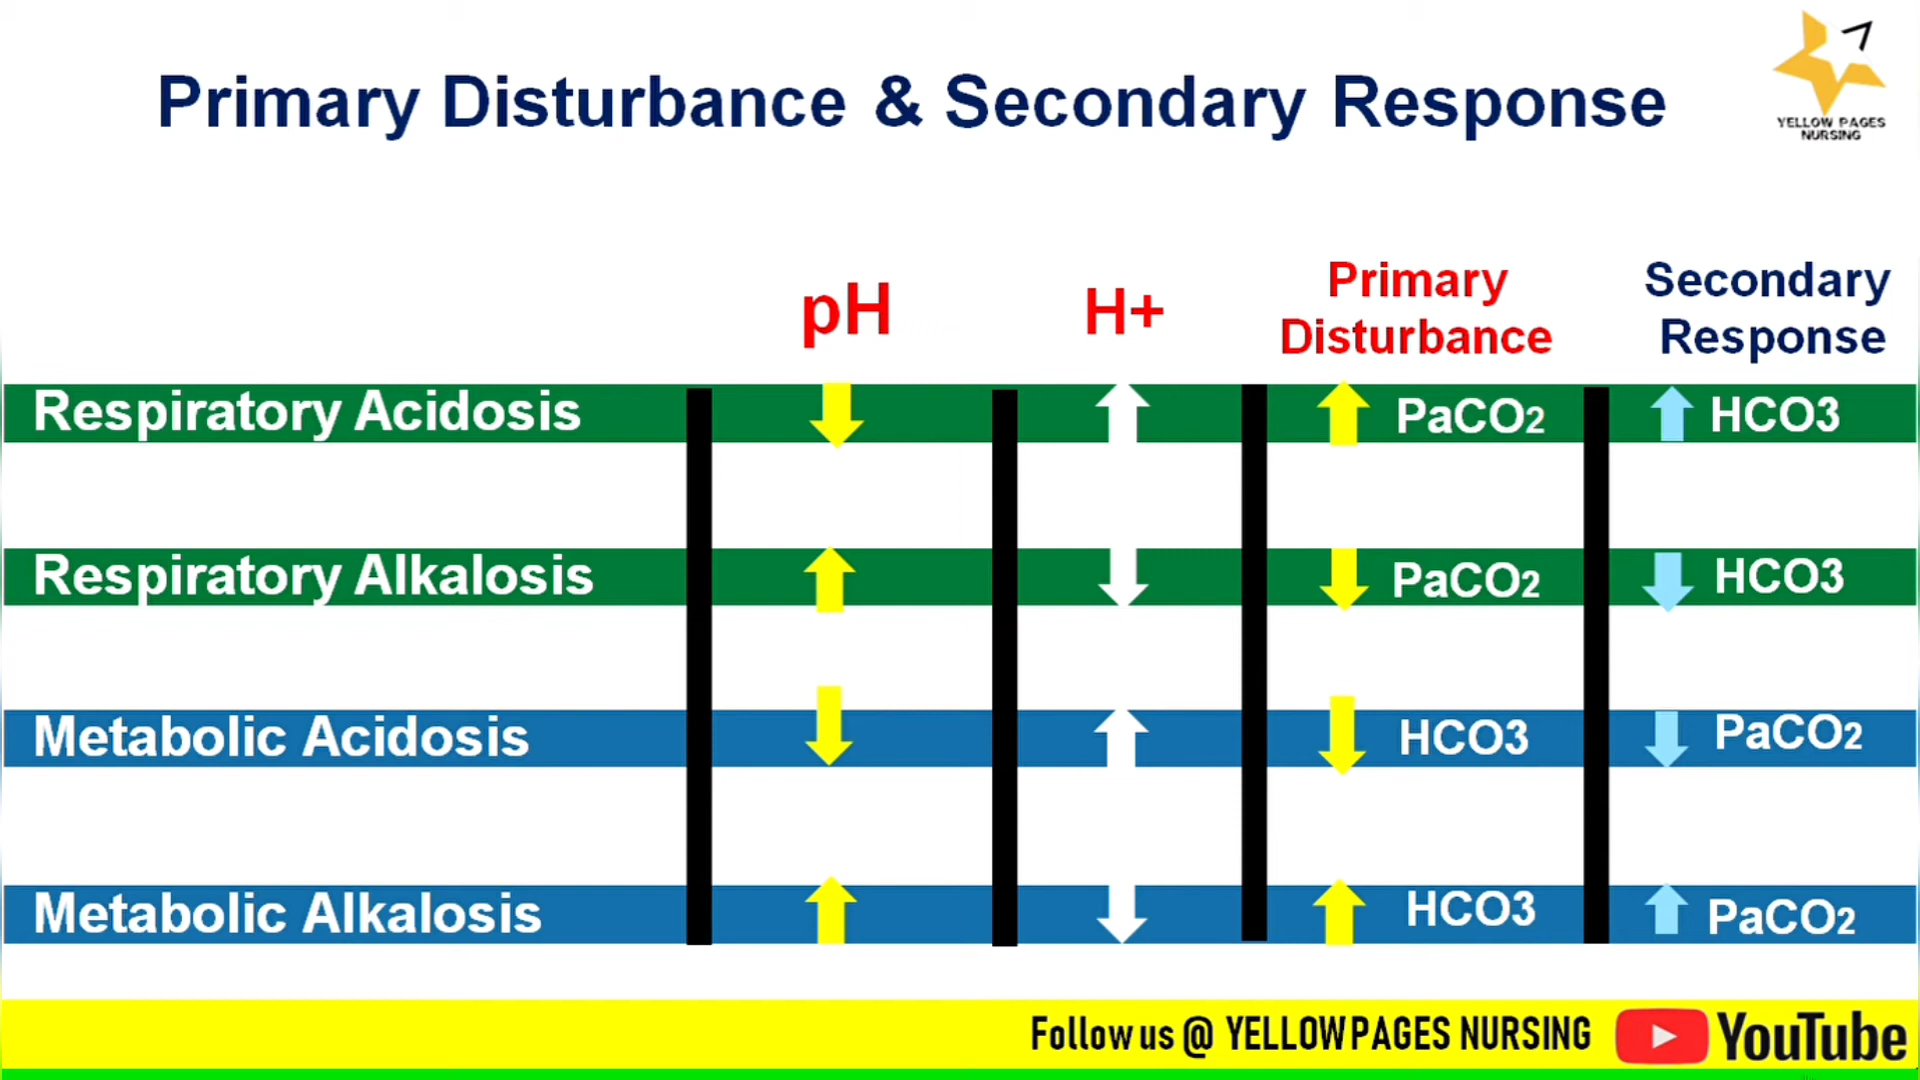 Primary Disturbance & Secondary Response
YELLOW PAGES
NURSING
pH
H+
Primary
Disturbance
Secondary
Response
Respiratory Acidosis
PaCO2
HCO3
Respiratory Alkalosis
PaCO2
HCO3
Metabolic Acidosis
HCO3
PaCO2
Metabolic Alkalosis
HCO3
PaCO2
Follow us @ YELLOW PAGES NURSING
YouTube